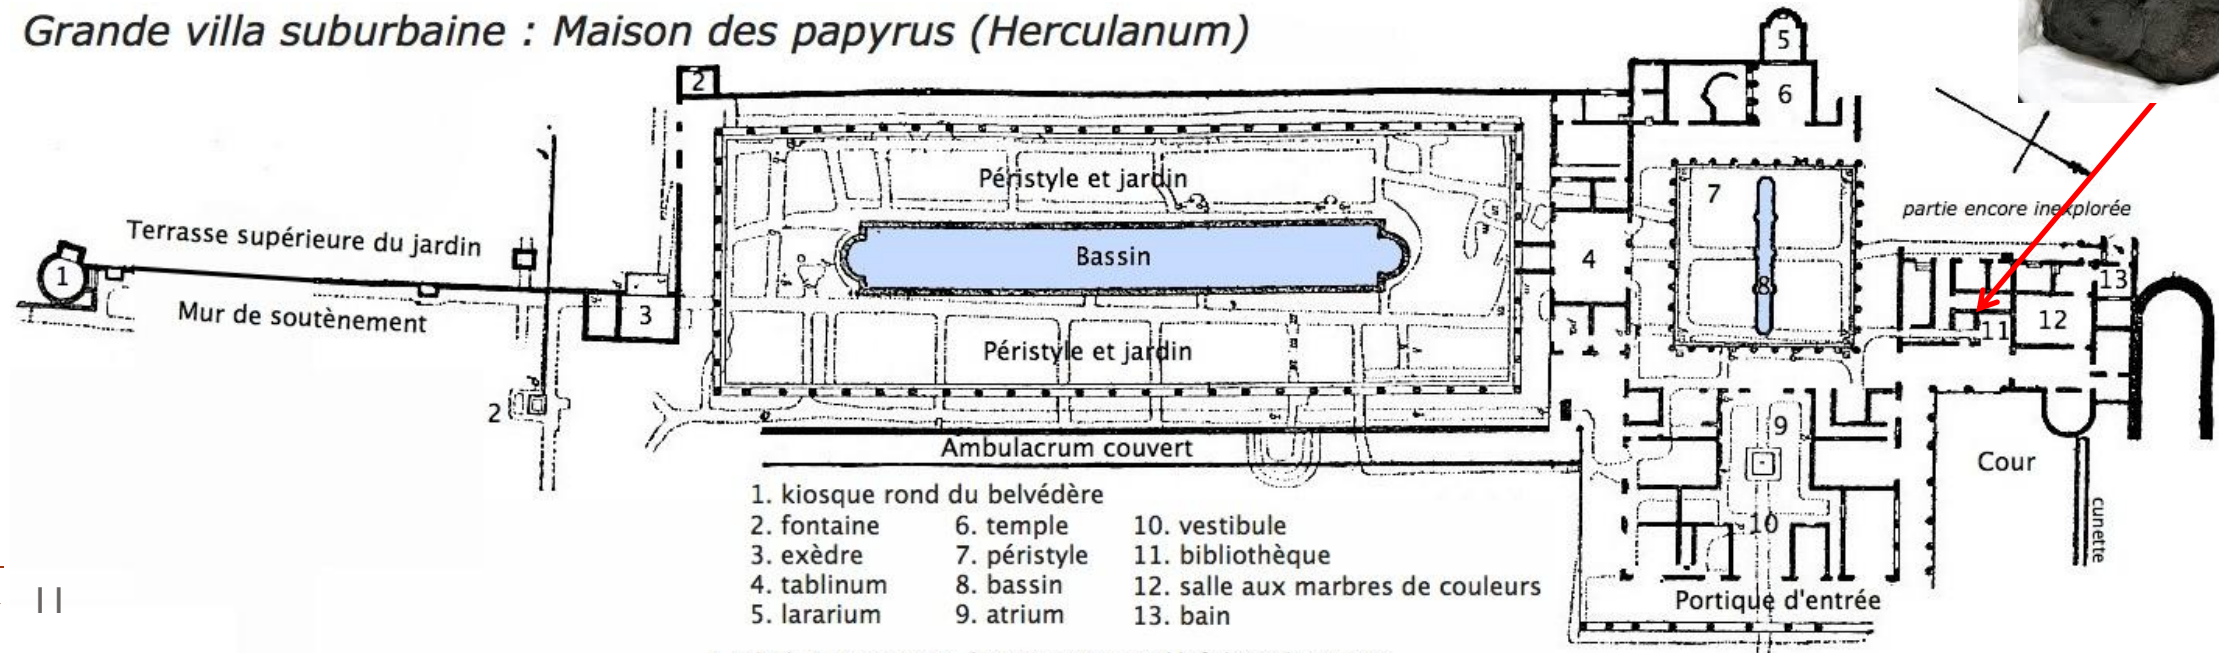 Grande villa suburbaine : Maison des papyrus (Herculanum)
5
2
6
Péristyle et jardin
7
partie encore inexplorée
Terrasse supérieure du jardin
Bassin
4
1
8
13
Mur de soutènement
3
11
12
Péristyle et jardin
2
9
Ambulacrum couvert
Cour
1. kiosque rond du belvédère
2. fontaine
3. exèdre
4. tablinum
5. lararium
6. temple
7. péristyle
8. bassin
9. atrium
10. vestibule
11. bibliothèque
12. salle aux marbres de couleurs
13. bain
10
cunette
Portique d'entrée
11